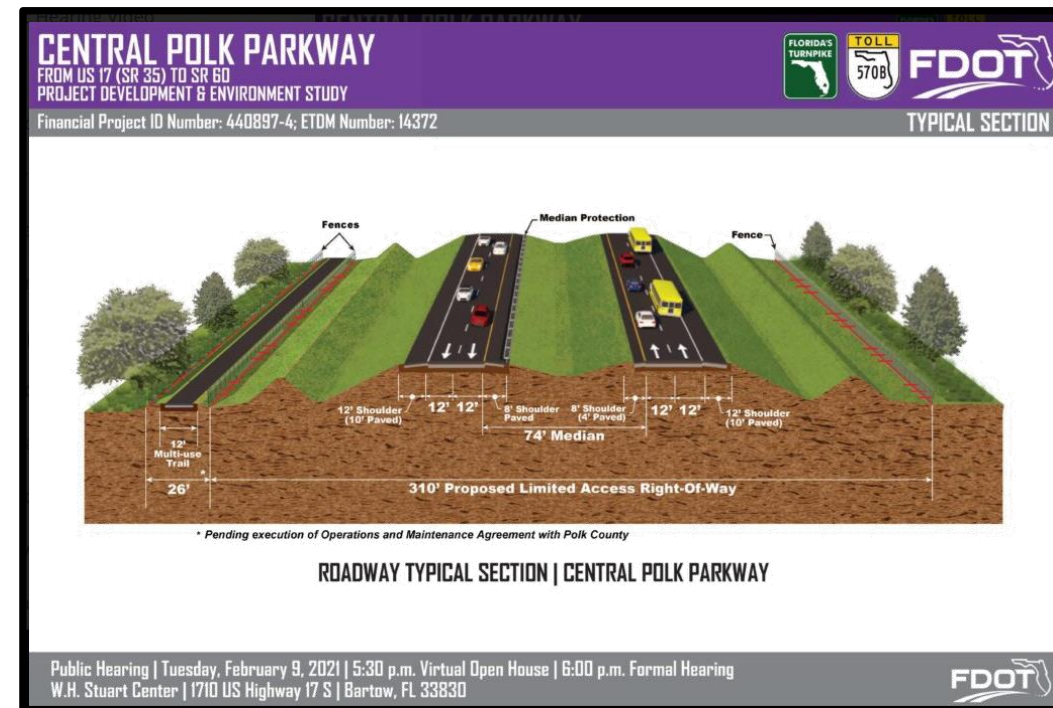 CENTRAL POLK PARKWAY
FROM US 17 (SR 35) TO SR 60
PROJECT DEVELOPMENT & ENVIRONMENT STUDY
FLORIDA'S
TURNPIKE
TOLL
570B
FDOT
Financial Project ID Number: 440897-4; ETDM Number: 14372
TYPICAL SECTION
Fences
Median Protection
Fence
12' Shoulder
(10' Paved)
12' 12'
8' Shoulder
Paved
8' Shoulder
(4' Paved)
12' 12'
12' Shoulder
(10' Paved)
74' Median
12'
Multi-use
Trail
*
26'
310' Proposed Limited Access Right-Of-Way
* Pending execution of Operations and Maintenance Agreement with Polk County
ROADWAY TYPICAL SECTION | CENTRAL POLK PARKWAY
Public Hearing | Tuesday, February 9, 2021 | 5:30 p.m. Virtual Open House | 6:00 p.m. Formal Hearing
W.H. Stuart Center | 1710 US Highway 17 S | Bartow, FL 33830
FDOT